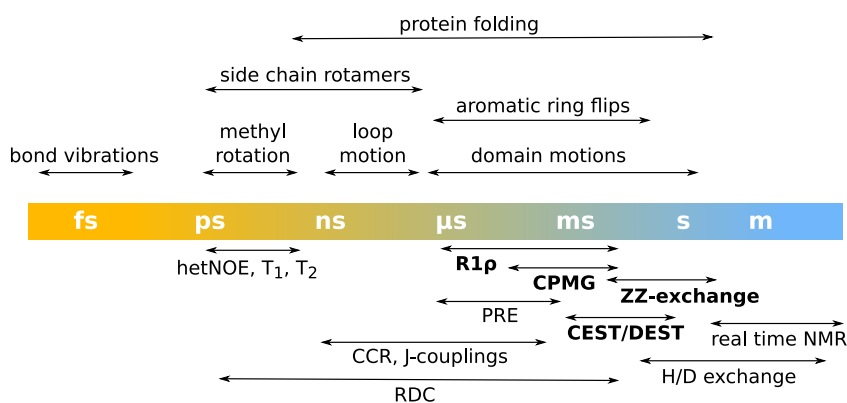 protein folding
side chain rotamers
aromatic ring flips
methyl
rotation
loop
motion
bond vibrations
domain motions
fs ps ns µs ms s m
hetNOE, T1, T2
R1ρ
CPMG
ZZ-exchange
PRE
CEST/DEST
real time NMR
CCR, J-couplings
H/D exchange
RDC